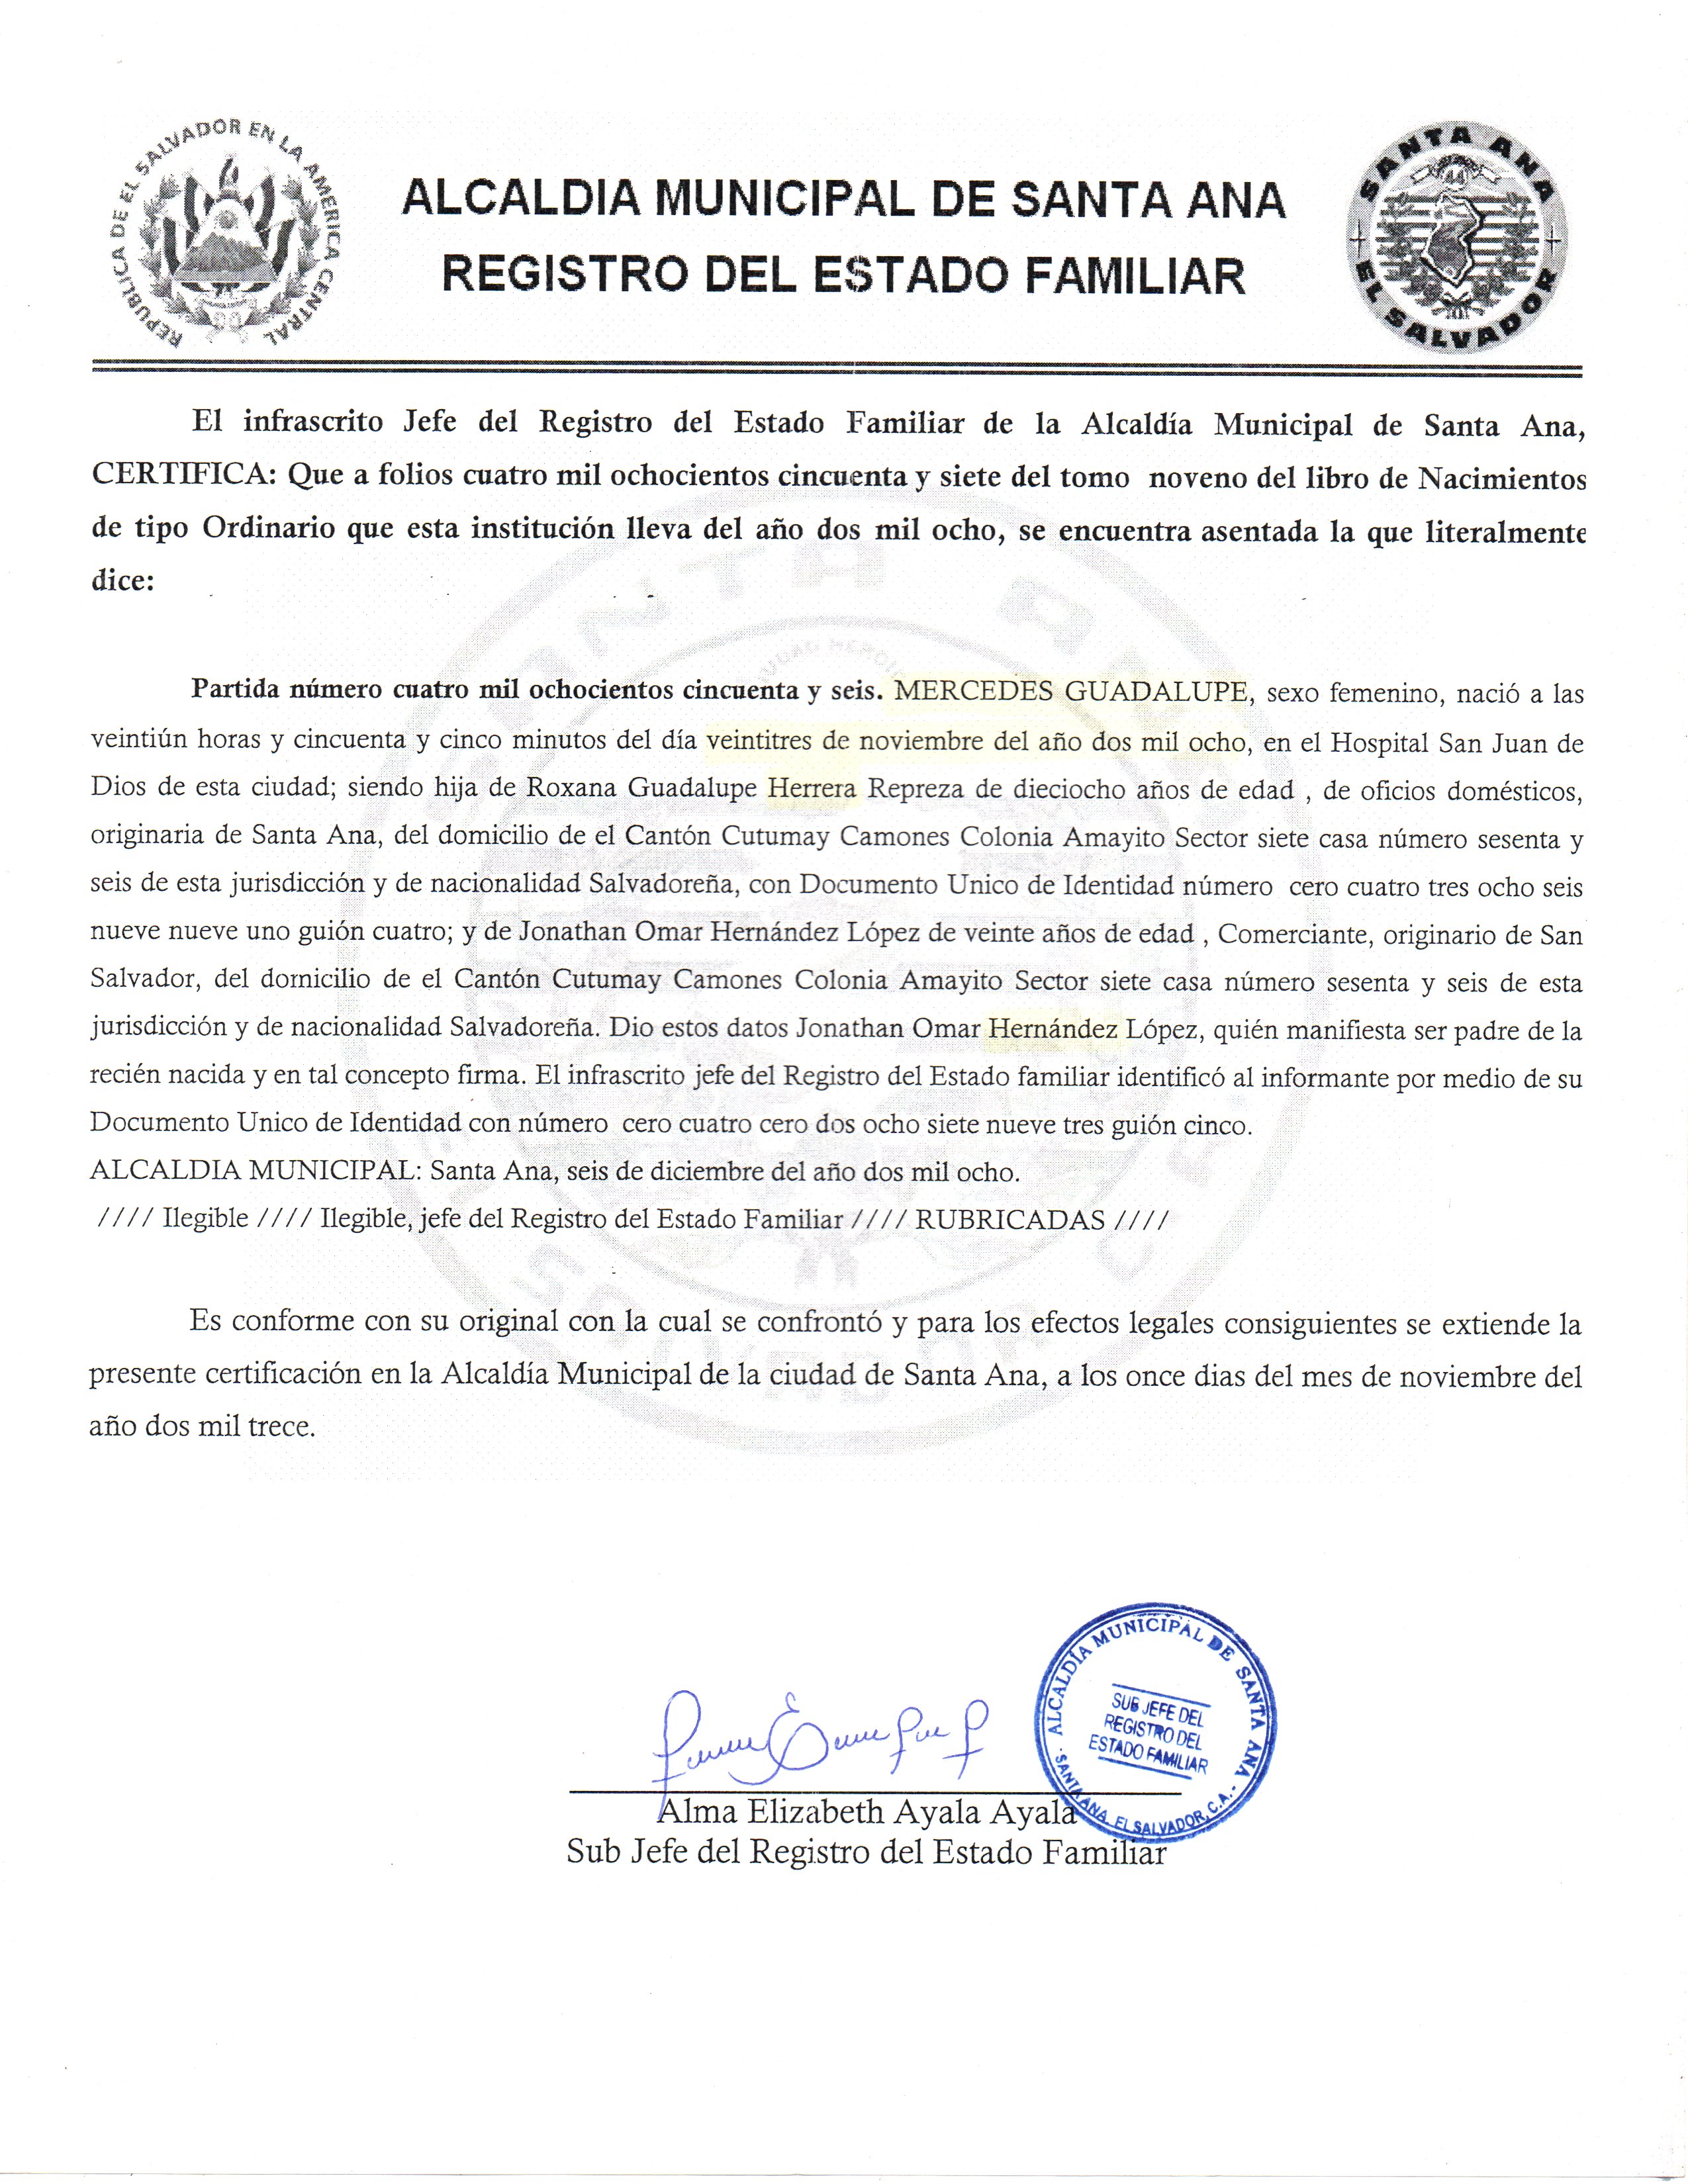 REPUBLICA DE EL SALVADOR EN LA AMERICA CENTRAL
SANTA ANA
44
EL SALVADOR
ALCALDIA MUNICIPAL DE SANTA ANA
REGISTRO DEL ESTADO FAMILIAR
El infrascrito Jefe del Registro del Estado Familiar de la Alcaldía Municipal de Santa Ana,
CERTIFICA: Que a folios cuatro mil ochocientos cincuenta y siete del tomo noveno del libro de Nacimientos
de tipo Ordinario que esta institución lleva del año dos mil ocho, se encuentra asentada la que literalmente
dice:
Partida número cuatro mil ochocientos cincuenta y seis. MERCEDES GUADALUPE, sexo femenino, nació a las
veintiún horas y cincuenta y cinco minutos del día veintitres de noviembre del año dos mil ocho, en el Hospital San Juan de
Dios de esta ciudad; siendo hija de Roxana Guadalupe Herrera Repreza de dieciocho años de edad , de oficios domésticos,
originaria de Santa Ana, del domicilio de el Cantón Cutumay Camones Colonia Amayito Sector siete casa número sesenta y
seis de esta jurisdicción y de nacionalidad Salvadoreña, con Documento Unico de Identidad número cero cuatro tres ocho seis
nueve nueve uno guión cuatro; y de Jonathan Omar Hernández López de veinte años de edad , Comerciante, originario de San
Salvador, del domicilio de el Cantón Cutumay Camones Colonia Amayito Sector siete casa número sesenta y seis de esta
jurisdicción y de nacionalidad Salvadoreña. Dio estos datos Jonathan Omar Hernández López, quién manifiesta ser padre de la
recién nacida y en tal concepto firma. El infrascrito jefe del Registro del Estado familiar identificó al informante por medio de su
Documento Unico de Identidad con número cero cuatro cero dos ocho siete nueve tres guión cinco.
ALCALDIA MUNICIPAL: Santa Ana, seis de diciembre del año dos mil ocho.
//// Ilegible //// Ilegible, jefe del Registro del Estado Familiar //// RUBRICADAS ////
Es conforme con su original con la cual se confrontó y para los efectos legales consiguientes se extiende la
presente certificación en la Alcaldía Municipal de la ciudad de Santa Ana, a los once dias del mes de noviembre del
año dos mil trece.
ALCALDÍA MUNICIPAL DE SANTA ANA
SUB JEFE DEL
REGISTRO DEL
ESTADO FAMILIAR
SANTA ANA, EL SALVADOR, C.A.
Alma Elizabeth Ayala Ayala
Sub Jefe del Registro del Estado Familiar